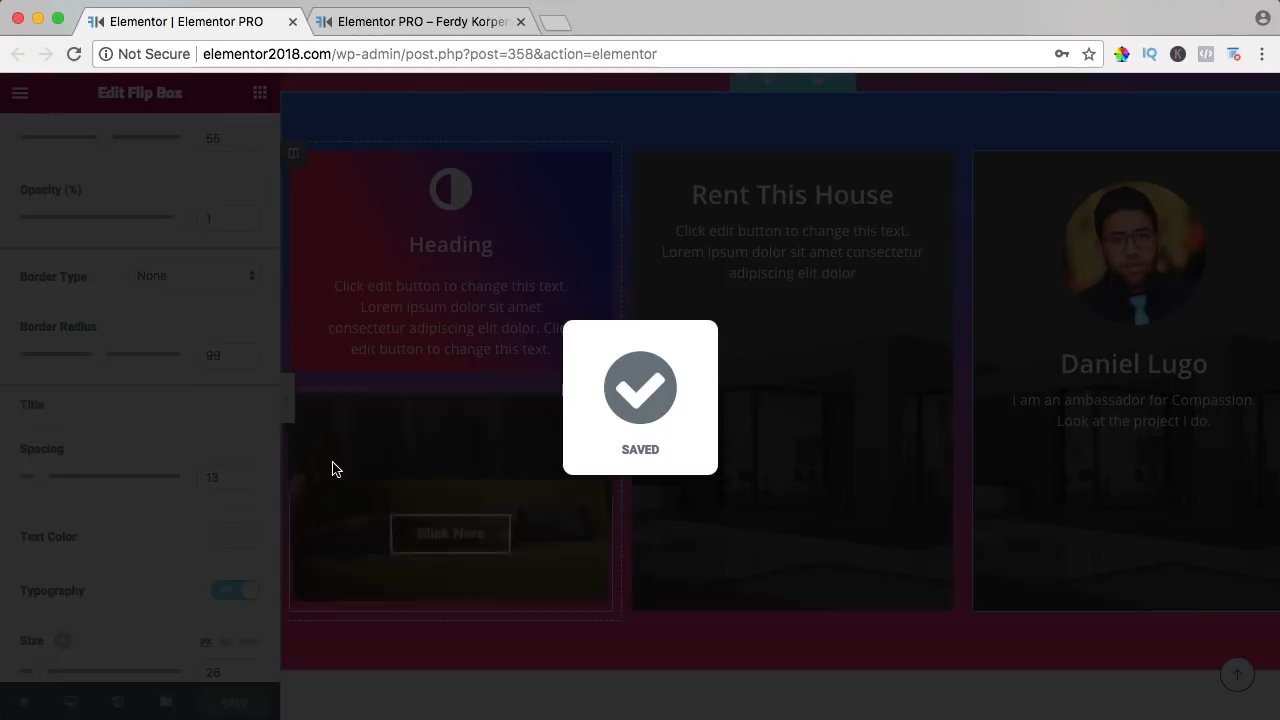 Elementor | Elementor PRO
Elementor PRO – Ferdy Korper
Not Secure
elementor2018.com/wp-admin/post.php?post=358&action=elementor
Edit Flip Box
55
Opacity (%)
1
Border Type
None
Border Radius
99
Title
Spacing
13
Text Color
Typography
Size
PX
26
SAVE
Heading
Click edit button to change this text.
Lorem ipsum dolor sit amet
consectetur adipiscing elit dolor. Cli
edit button to change this text.
Click Here
Rent This House
Click edit button to change this text.
Lorem ipsum dolor sit amet consectetur
adipiscing elit dolor
SAVED
Daniel Lugo
I am an ambassador for Compassion.
Look at the project I do.